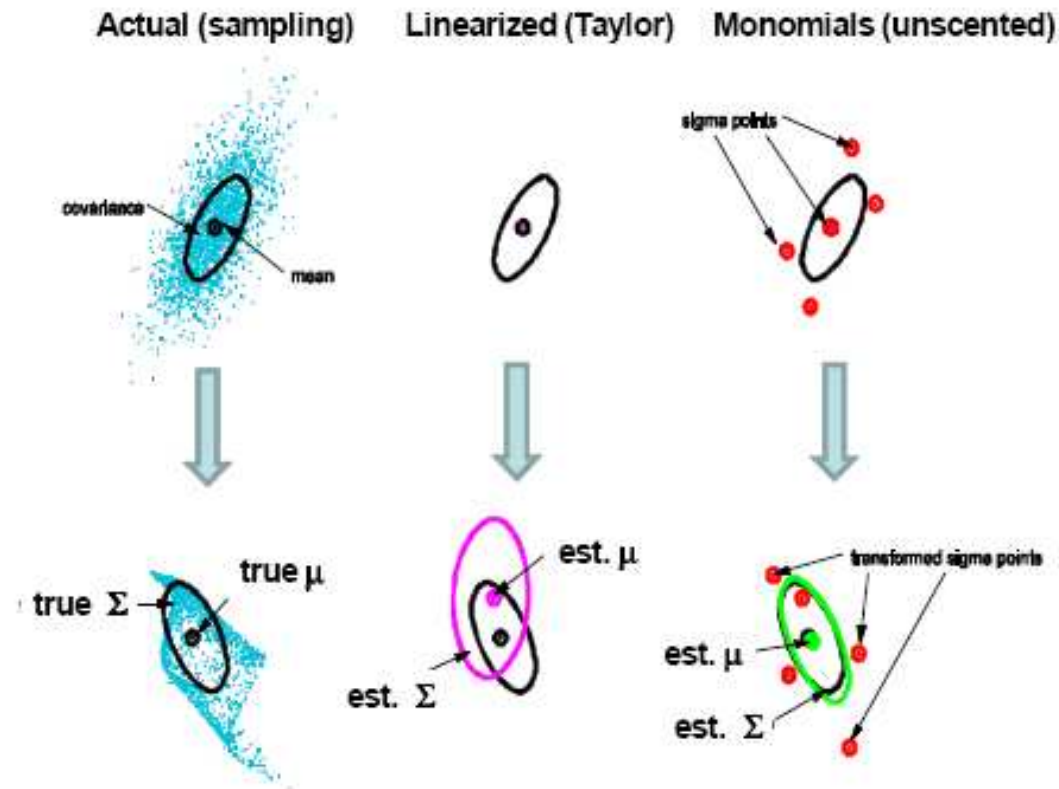 Actual (sampling)
Linearized (Taylor)
Monomials (unscented)
sigma points
covariance
mean
true μ
true Σ
est. μ
est. Σ
transformed sigma points
est. μ
est. Σ